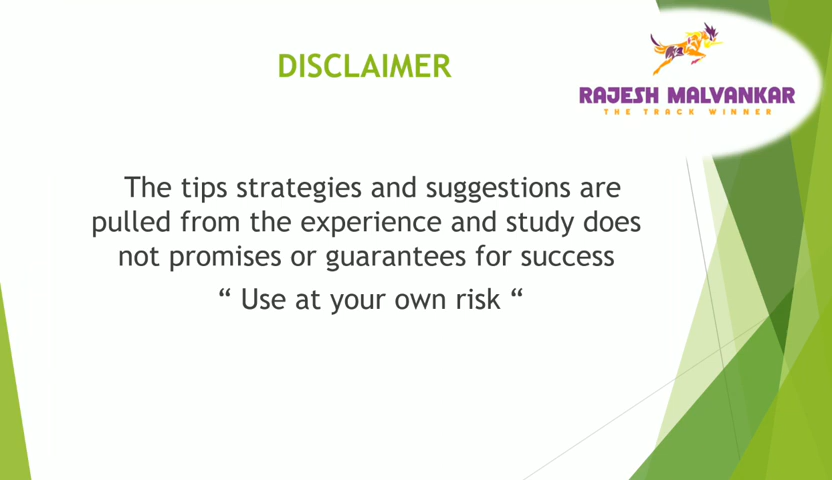 DISCLAIMER
RAJESH MALVANKAR
THE TRACK WINNER
The tips strategies and suggestions are
pulled from the experience and study does
not promises or guarantees for success
“ Use at your own risk “